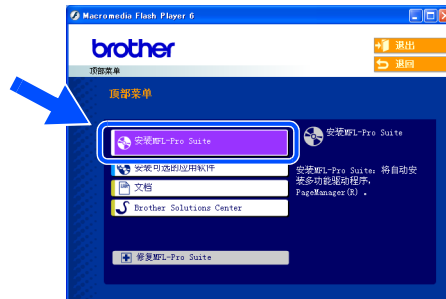 Macromedia Flash Player 6
brother
退出
顶部菜单
退回
顶部菜单
安装MFL-Pro Suite
安装可选的应用软件
文档
Brother Solutions Center
修复MFL-Pro Suite
安装MFL-Pro Suite
安装MFL-Pro Suite：将自动安
装多功能驱动程序，
PageManager(R) 。